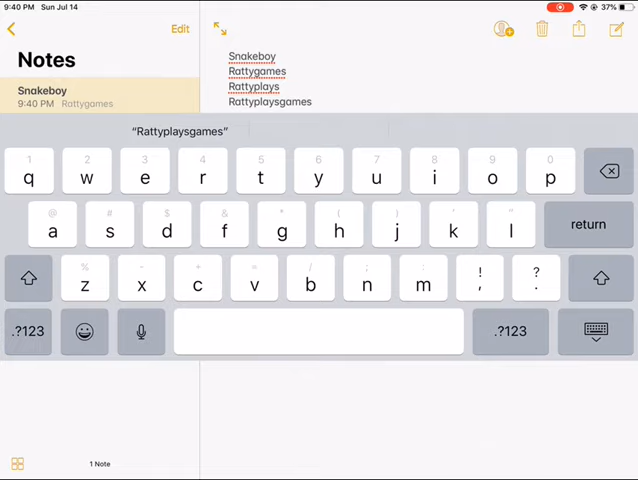 9:40 PM Sun Jul 14
37%
Edit
Notes
Snakeboy
9:40 PM Rattygames
Snakeboy
Rattygames
Rattyplays
Rattyplaysgames
“Rattyplaysgames”
1 2 3 4 5 6 7 8 9 0
q w e r t y u i o p
@ # $ & * ( ) ' "
a s d f g h j k l return
% - + = / ; : ! ?
z x c v b n m , .
.?123 .?123
1 Note